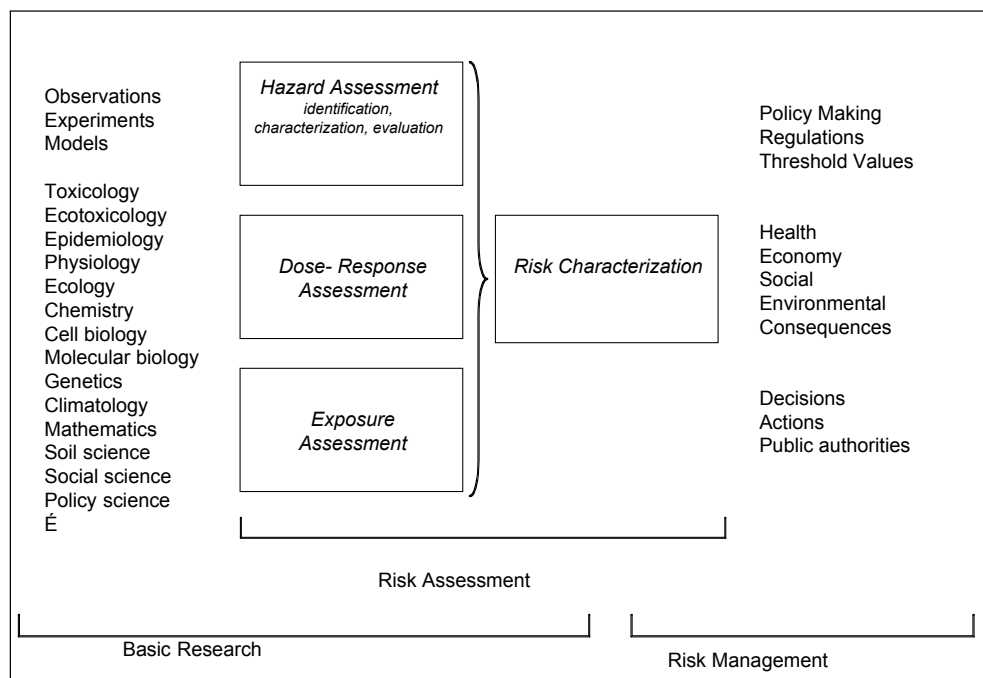 Observations
Experiments
Models
Toxicology
Ecotoxicology
Epidemiology
Physiology
Ecology
Chemistry
Cell biology
Molecular biology
Genetics
Climatology
Mathematics
Soil science
Social science
Policy science
É
Hazard Assessment
identification,
characterization, evaluation
Dose- Response
Assessment
Exposure
Assessment
Risk Characterization
Policy Making
Regulations
Threshold Values
Health
Economy
Social
Environmental
Consequences
Decisions
Actions
Public authorities
Risk Assessment
Basic Research
Risk Management